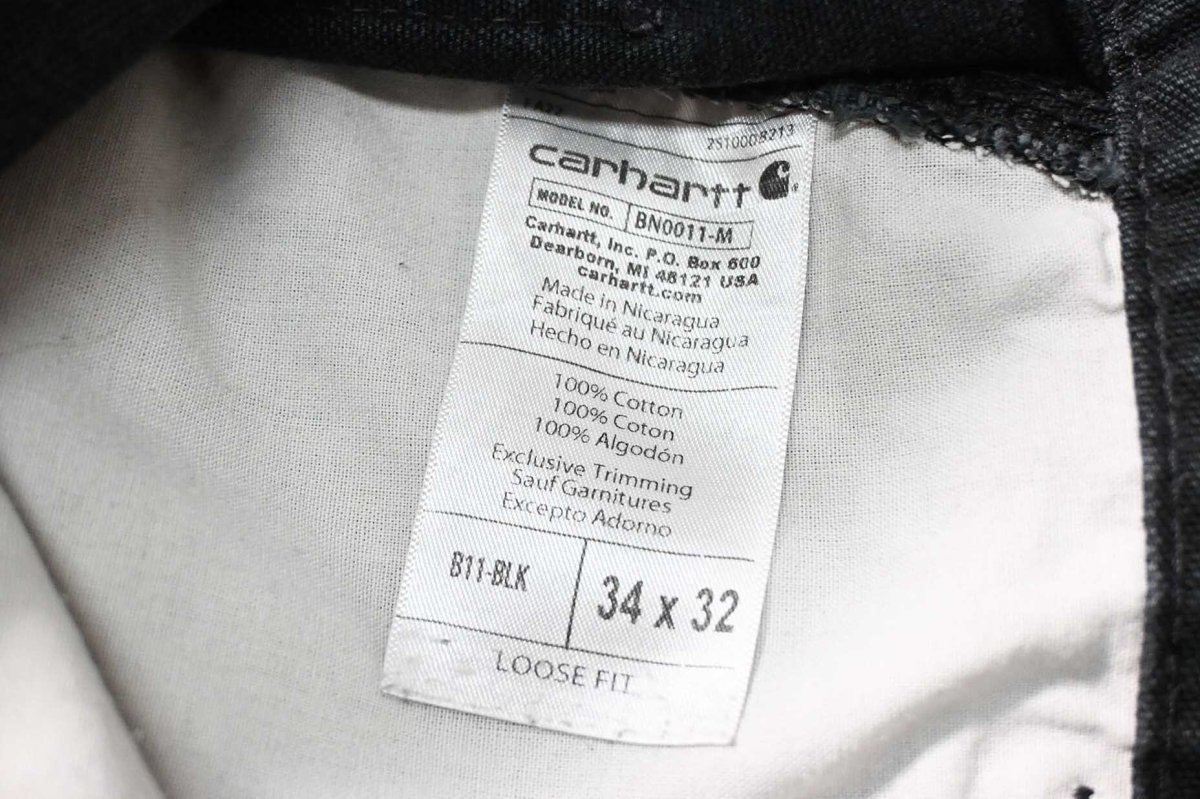 2S10008213
carhartt
MODEL NO. BN0011-M
Carhartt, Inc. P.O. Box 600
Dearborn, MI 48121 USA
carhartt.com
Made in Nicaragua
Fabriqué au Nicaragua
Hecho en Nicaragua
100% Cotton
100% Coton
100% Algodón
Exclusive Trimming
Sauf Garnitures
Excepto Adorno
B11-BLK
34 x 32
LOOSE FIT